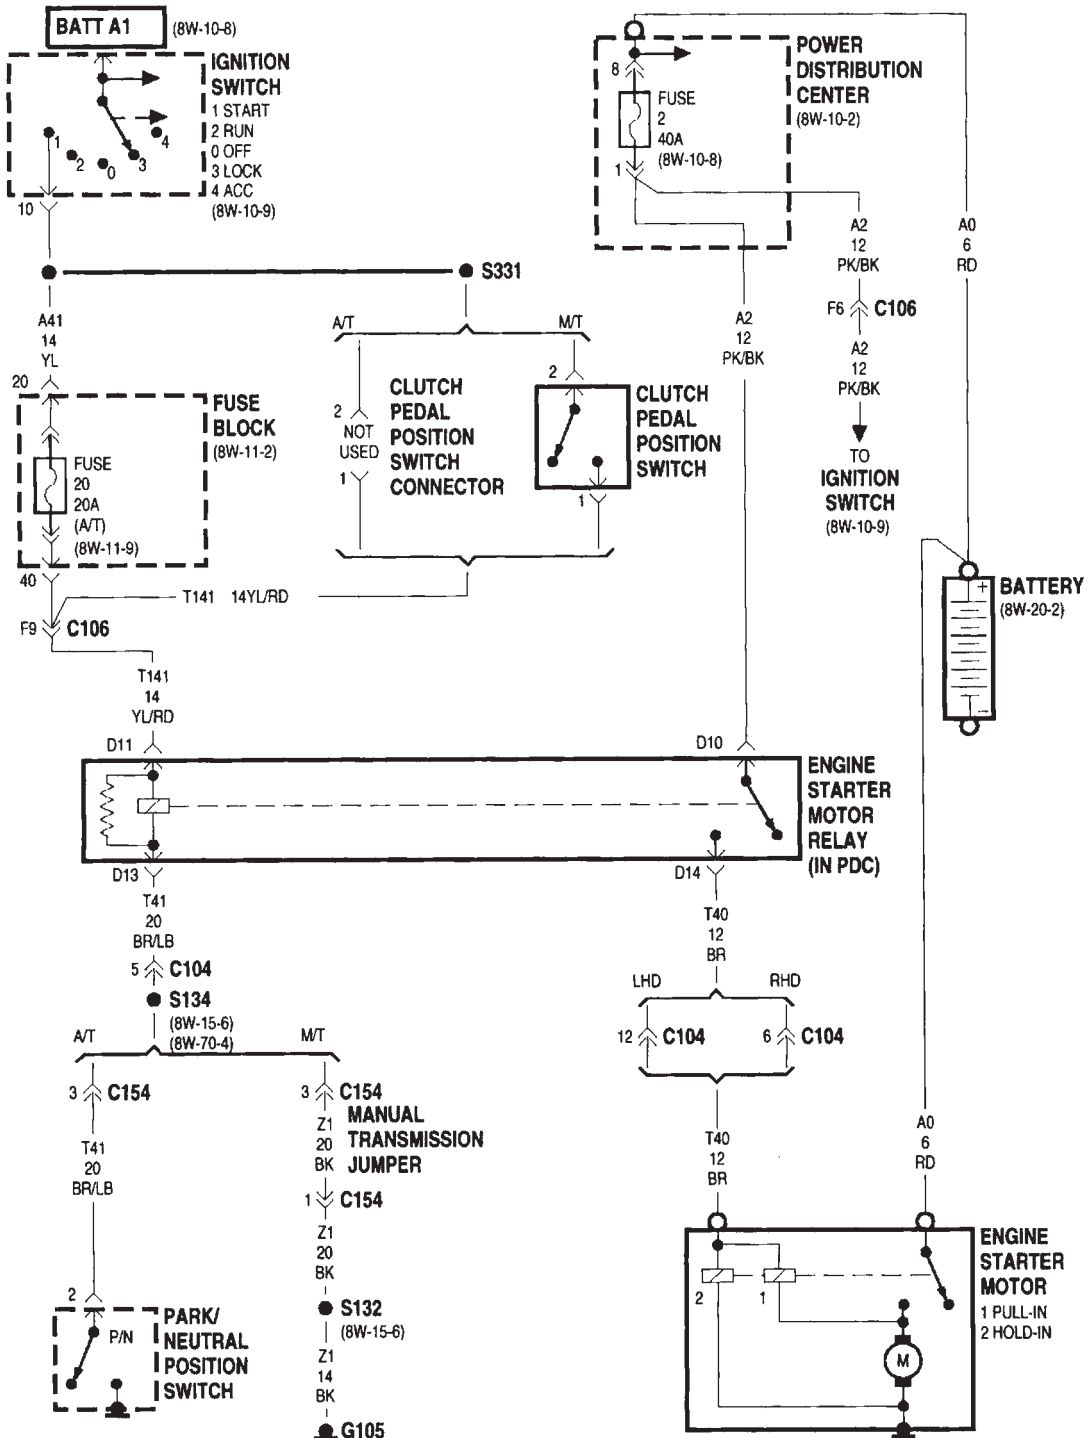 BATT A1
(8W-10-8)
IGNITION
SWITCH
1 START
2 RUN
0 OFF
3 LOCK
4 ACC
(8W-10-9)
1
2
0
3
4
10
S331
A41
14
YL
20
FUSE
BLOCK
(8W-11-2)
FUSE
20
20A
(A/T)
(8W-11-9)
40
F9
C106
T141 14YL/RD
A/T
M/T
2
NOT
USED
1
CLUTCH
PEDAL
POSITION
SWITCH
CONNECTOR
2
1
CLUTCH
PEDAL
POSITION
SWITCH
POWER
DISTRIBUTION
CENTER
(8W-10-2)
8
FUSE
2
40A
(8W-10-8)
1
A2
12
PK/BK
F6
C106
A2
12
PK/BK
TO
IGNITION
SWITCH
(8W-10-9)
A2
12
PK/BK
A0
6
RD
+
-
BATTERY
(8W-20-2)
T141
14
YL/RD
D11
D10
ENGINE
STARTER
MOTOR
RELAY
(IN PDC)
D13
D14
T41
20
BR/LB
5
C104
S134
(8W-15-6)
(8W-70-4)
A/T
M/T
3
C154
T41
20
BR/LB
2
P/N
PARK/
NEUTRAL
POSITION
SWITCH
3
C154
Z1
20
BK
MANUAL
TRANSMISSION
JUMPER
1
C154
Z1
20
BK
S132
(8W-15-6)
Z1
14
BK
G105
T40
12
BR
LHD
RHD
12
C104
6
C104
T40
12
BR
A0
6
RD
2
1
M
ENGINE
STARTER
MOTOR
1 PULL-IN
2 HOLD-IN